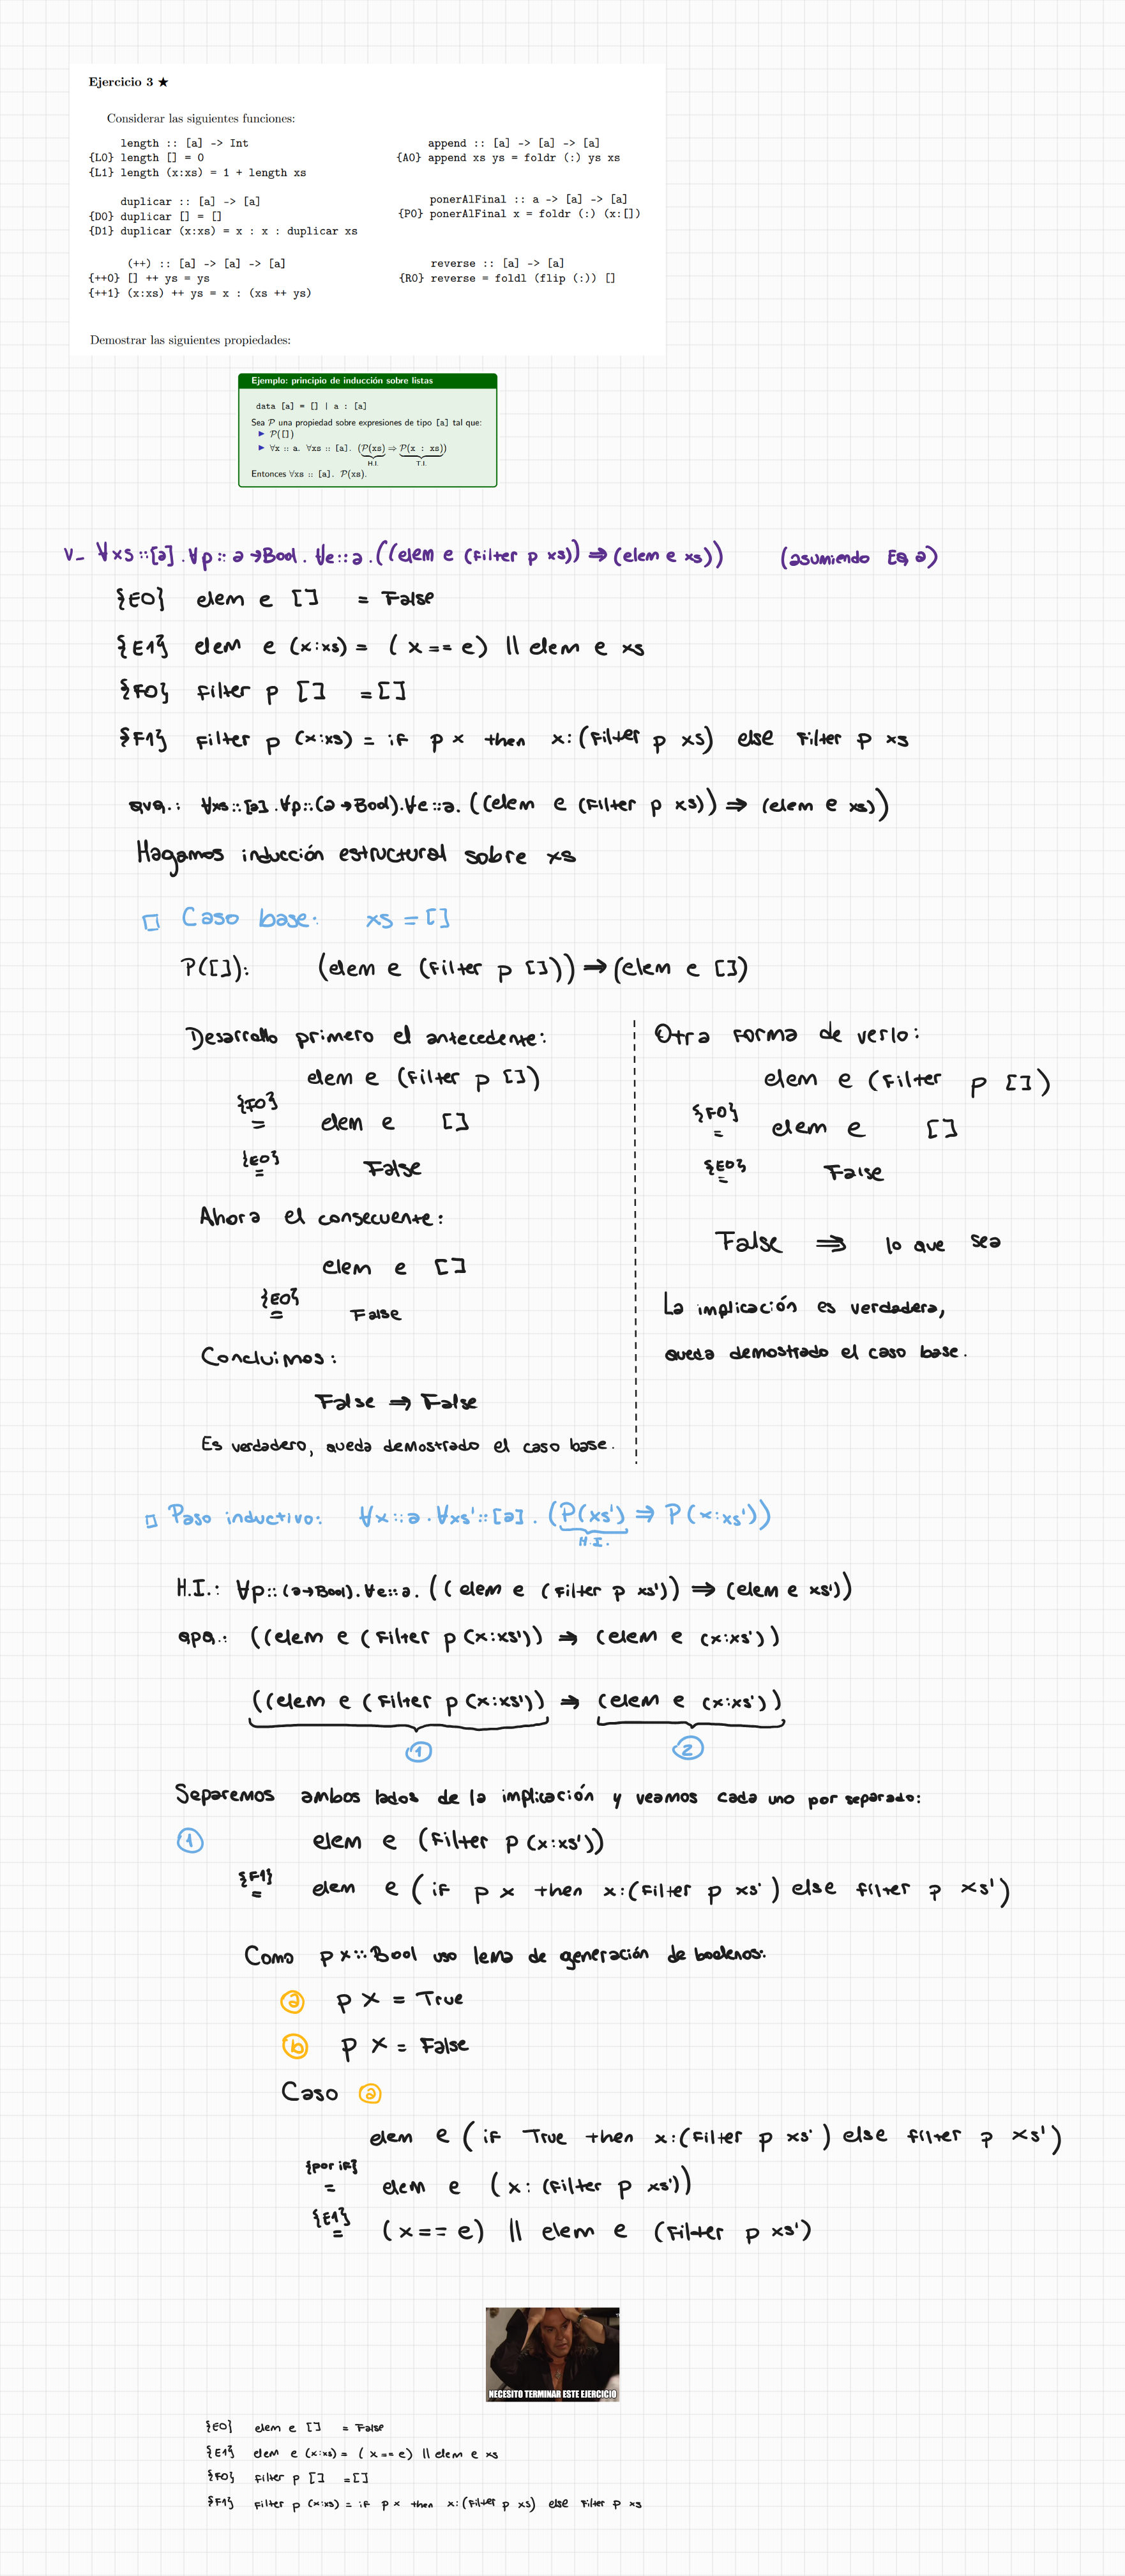 Ejercicio 3 ★
Considerar las siguientes funciones:
length :: [a] -> Int
{L0} length [] = 0
{L1} length (x:xs) = 1 + length xs
append :: [a] -> [a] -> [a]
{A0} append xs ys = foldr (:) ys xs
duplicar :: [a] -> [a]
{D0} duplicar [] = []
{D1} duplicar (x:xs) = x : x : duplicar xs
ponerAlFinal :: a -> [a] -> [a]
{P0} ponerAlFinal x = foldr (:) (x:[])
(++) :: [a] -> [a] -> [a]
{++0} [] ++ ys = ys
{++1} (x:xs) ++ ys = x : (xs ++ ys)
reverse :: [a] -> [a]
{R0} reverse = foldl (flip (:)) []
Demostrar las siguientes propiedades:
Ejemplo: principio de inducción sobre listas
data [a] = [] | a : [a]
Sea P una propiedad sobre expresiones de tipo [a] tal que:
▶ P([])
▶ ∀x :: a. ∀xs :: [a]. (P(xs) ⇒ P(x : xs))
H.I. T.I.
Entonces ∀xs :: [a]. P(xs).
V- ∀xs::[a].∀p::a→Bool.∀e::a.((elem e (filter p xs)) ⇒ (elem e xs)) (asumiendo Eq a)
{E0} elem e [] = False
{E1} elem e (x:xs) = (x == e) || elem e xs
{F0} filter p [] = []
{F1} filter p (x:xs) = if p x then x:(filter p xs) else filter p xs
qvq.: ∀xs::[a].∀p::(a→Bool).∀e::a.((elem e (filter p xs)) ⇒ (elem e xs))
Hagamos inducción estructural sobre xs
□ Caso base: xs = []
P([]): (elem e (filter p [])) ⇒ (elem e [])
Desarrollo primero el antecedente:
elem e (filter p [])
{F0}
= elem e []
{E0}
= False
Ahora el consecuente:
elem e []
{E0}
= False
Concluimos:
False ⇒ False
Es verdadero, queda demostrado el caso base.
Otra forma de verlo:
elem e (filter p [])
{F0}
= elem e []
{E0}
= False
False ⇒ lo que sea
La implicación es verdadera,
queda demostrado el caso base.
□ Paso inductivo: ∀x::a.∀xs'::[a].(P(xs') ⇒ P(x:xs'))
H.I.
H.I.: ∀p::(a→Bool).∀e::a.((elem e (filter p xs')) ⇒ (elem e xs'))
qpq.: ((elem e (filter p (x:xs')) ⇒ (elem e (x:xs'))
((elem e (filter p (x:xs')) ⇒ (elem e (x:xs'))
1 2
Separemos ambos lados de la implicación y veamos cada uno por separado:
1 elem e (filter p (x:xs'))
{F1}
= elem e (if p x then x:(filter p xs') else filter p xs')
Como p x::Bool uso lema de generación de booleanos:
a p x = True
b p x = False
Caso a
elem e (if True then x:(filter p xs') else filter p xs')
{por if}
= elem e (x:(filter p xs'))
{E1}
= (x == e) || elem e (filter p xs')
NECESITO TERMINAR ESTE EJERCICIO
{E0} elem e [] = False
{E1} elem e (x:xs) = (x == e) || elem e xs
{F0} filter p [] = []
{F1} filter p (x:xs) = if p x then x:(filter p xs) else filter p xs